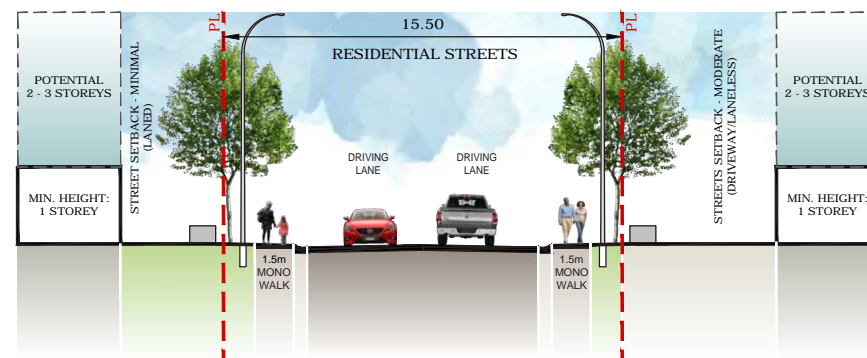 PL
15.50
PL
RESIDENTIAL STREETS
POTENTIAL
2 - 3 STOREYS
STREET SETBACK - MINIMAL
(LANED)
DRIVING
LANE
DRIVING
LANE
STREETS SETBACK - MODERATE
(DRIVEWAY/LANELESS)
POTENTIAL
2 - 3 STOREYS
MIN. HEIGHT:
1 STOREY
MIN. HEIGHT:
1 STOREY
1.5m
MONO
WALK
1.5m
MONO
WALK